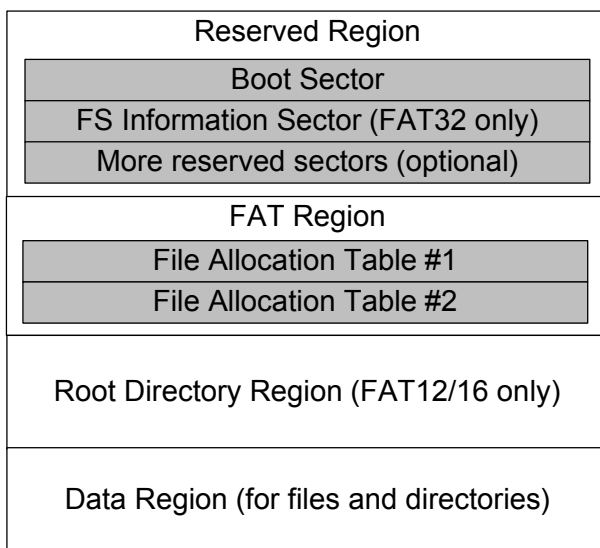 Reserved Region
Boot Sector
FS Information Sector (FAT32 only)
More reserved sectors (optional)
FAT Region
File Allocation Table #1
File Allocation Table #2
Root Directory Region (FAT12/16 only)
Data Region (for files and directories)